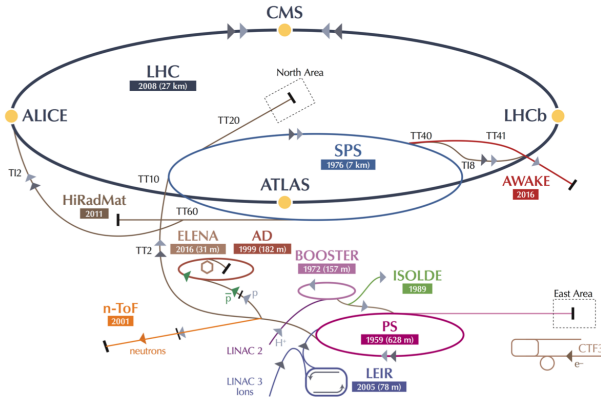 CMS
LHC
2008 (27 km)
North Area
ALICE
TT20
LHCb
TT40
TT41
SPS
1976 (7 km)
TI8
TI2
TT10
ATLAS
AWAKE
2016
HiRadMat
2011
TT60
ELENA
2016 (31 m)
AD
1999 (182 m)
TT2
BOOSTER
1972 (157 m)
ISOLDE
1989
p
p̅
East Area
n-ToF
2001
PS
1959 (628 m)
H⁺
neutrons
LINAC 2
CTF3
e⁻
LINAC 3
Ions
LEIR
2005 (78 m)